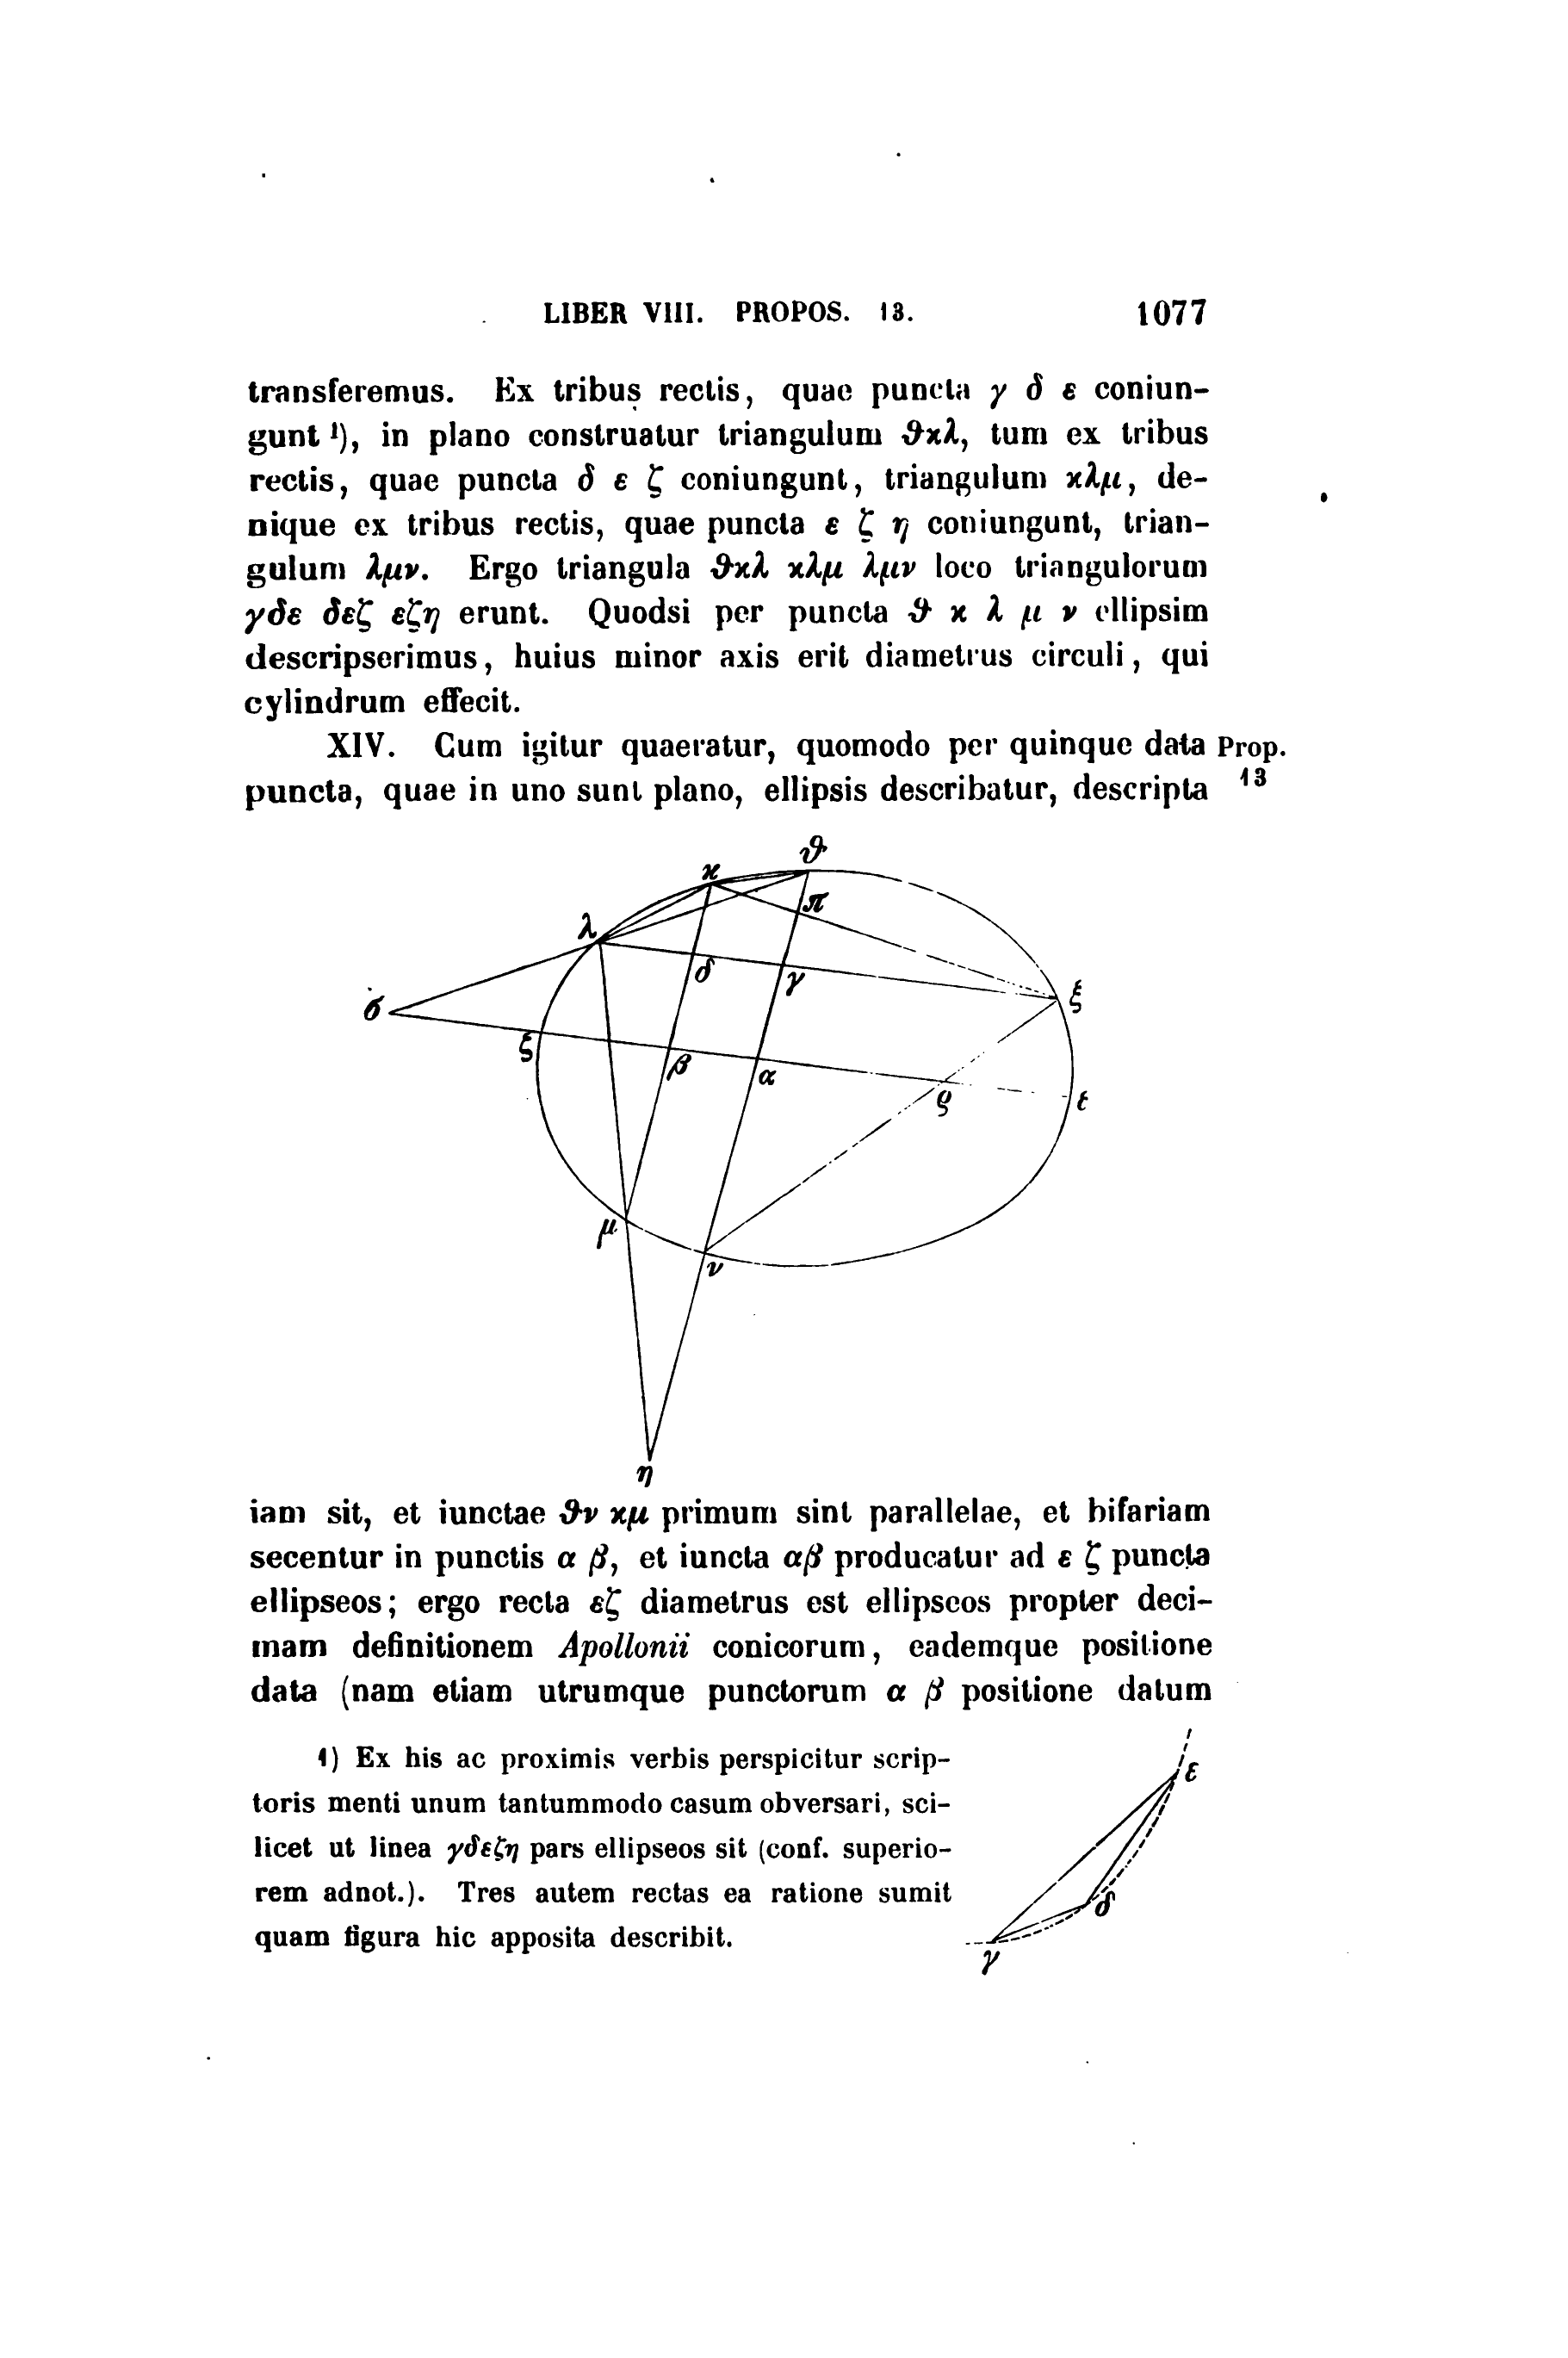 LIBER VIII. PROPOS. 13. 1077
transferemus. Ex tribus rectis, quae puncta γ δ ε coniun-
gunt ¹), in plano construatur triangulum ϑκλ, tum ex tribus
rectis, quae puncta δ ε ζ coniungunt, triangulum κλμ, de-
nique ex tribus rectis, quae puncta ε ζ η coniungunt, trian-
gulum λμν. Ergo triangula ϑκλ κλμ λμν loco triangulorum
γδε δεζ εζη erunt. Quodsi per puncta ϑ κ λ μ ν ellipsim
descripserimus, huius minor axis erit diametrus circuli, qui
cylindrum effecit.
XIV. Cum igitur quaeratur, quomodo per quinque data Prop.
puncta, quae in uno sunt plano, ellipsis describatur, descripta 13
ϑ
κ
π
λ
δ
γ
ξ
σ
ξ
β
α
ϱ
ε
μ
ν
η
iam sit, et iunctae ϑν κμ primum sint parallelae, et bifariam
secentur in punctis α β, et iuncta αβ producatur ad ε ζ puncta
ellipseos; ergo recta εζ diametrus est ellipseos propter deci-
mam definitionem Apollonii conicorum, eademque positione
data (nam etiam utrumque punctorum α β positione datum
1) Ex his ac proximis verbis perspicitur scrip-
toris menti unum tantummodo casum obversari, sci-
licet ut linea γδεζη pars ellipseos sit (conf. superio-
rem adnot.). Tres autem rectas ea ratione sumit
quam figura hic apposita describit.
ε
δ
γ